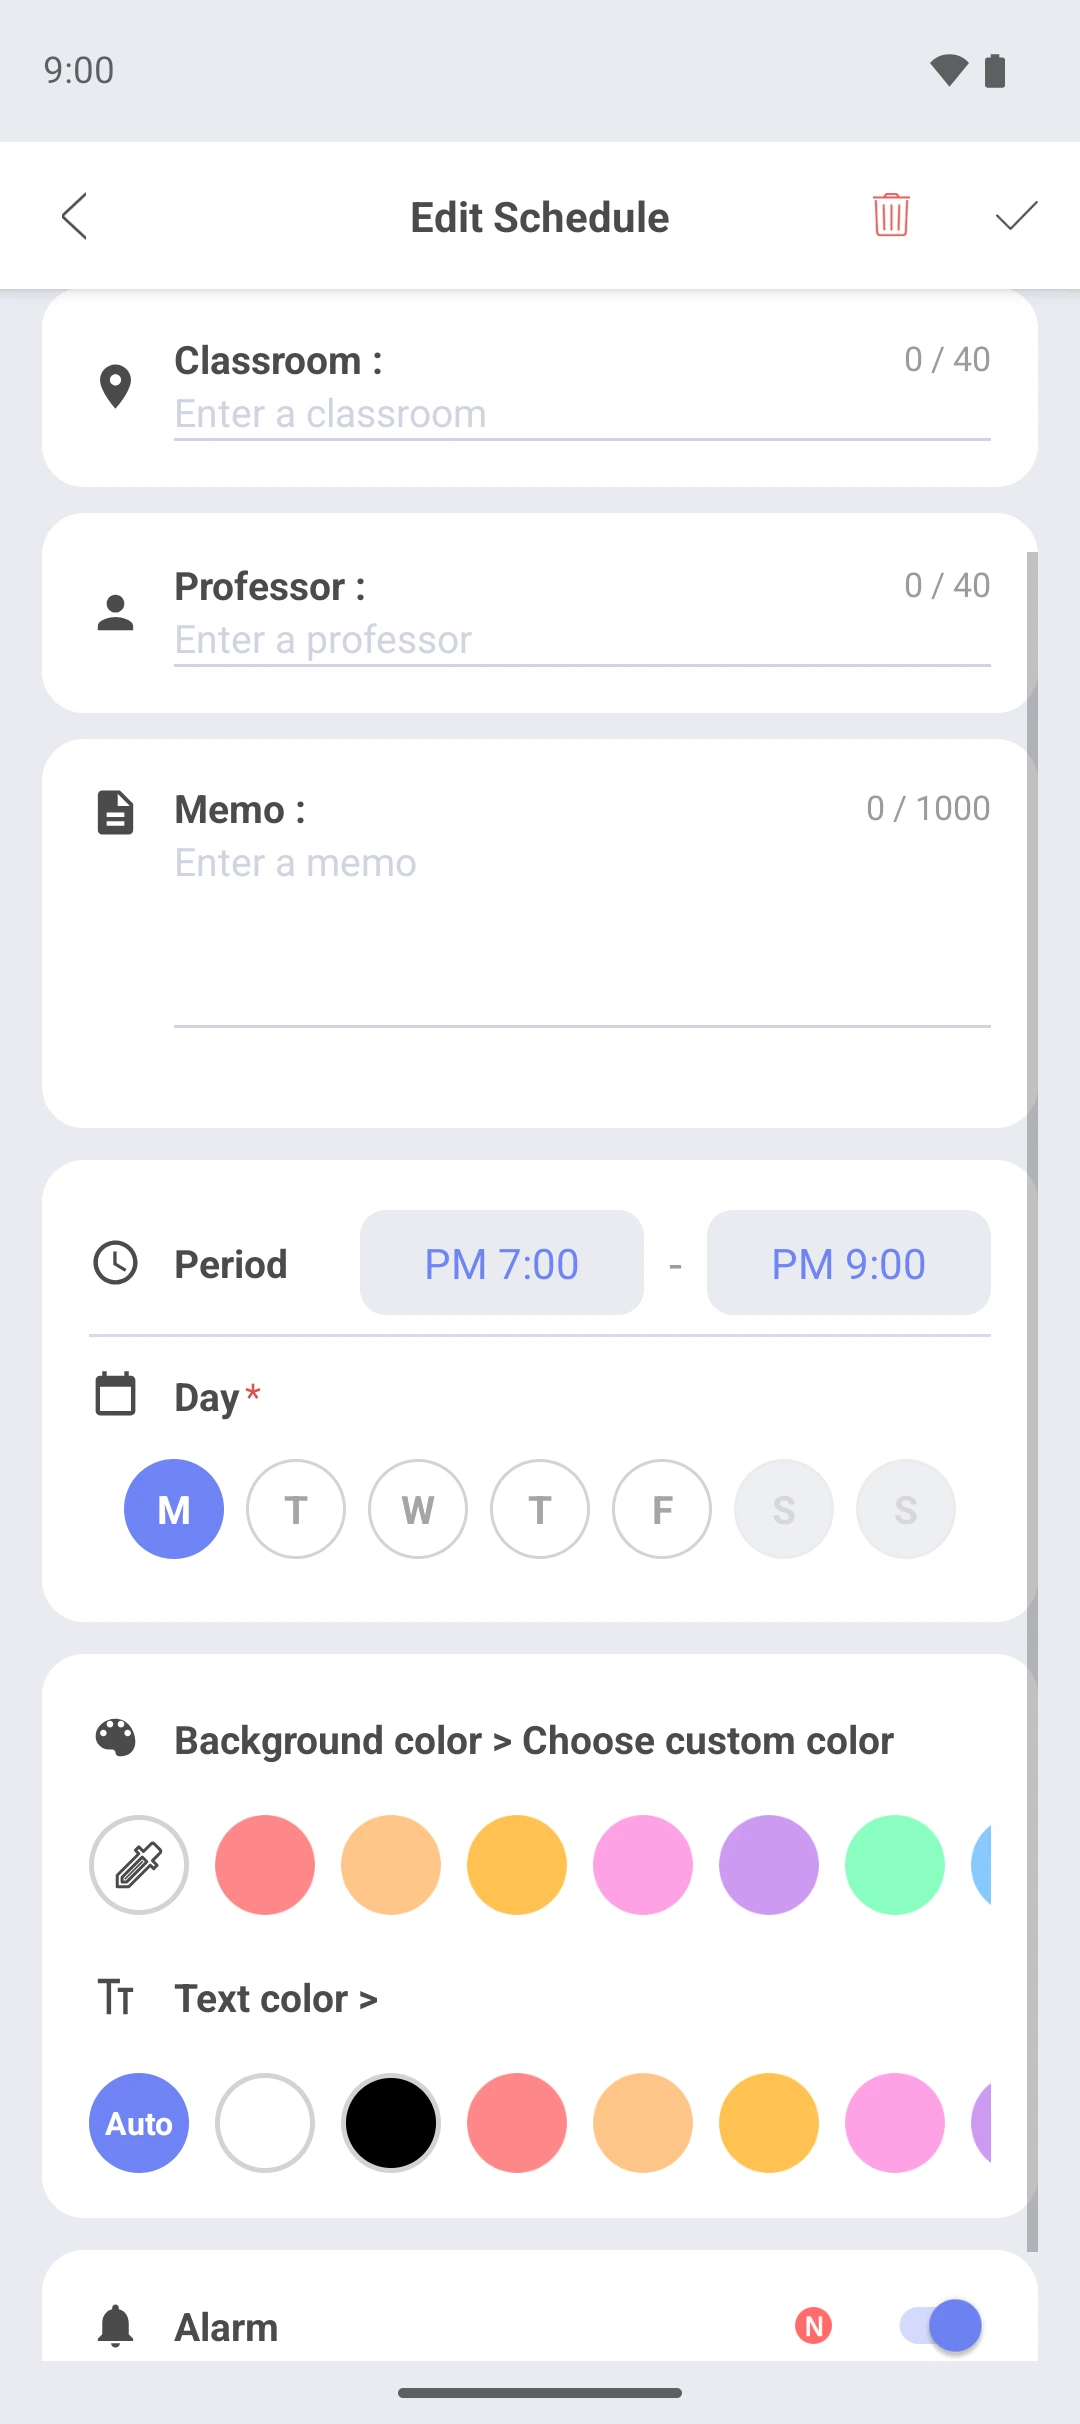 9:00
Edit Schedule
Classroom :
0 / 40
Enter a classroom
Professor :
0 / 40
Enter a professor
Memo :
0 / 1000
Enter a memo
Period
PM 7:00
-
PM 9:00
Day *
M T W T F S S
Background color > Choose custom color
Text color >
Auto
Alarm
N